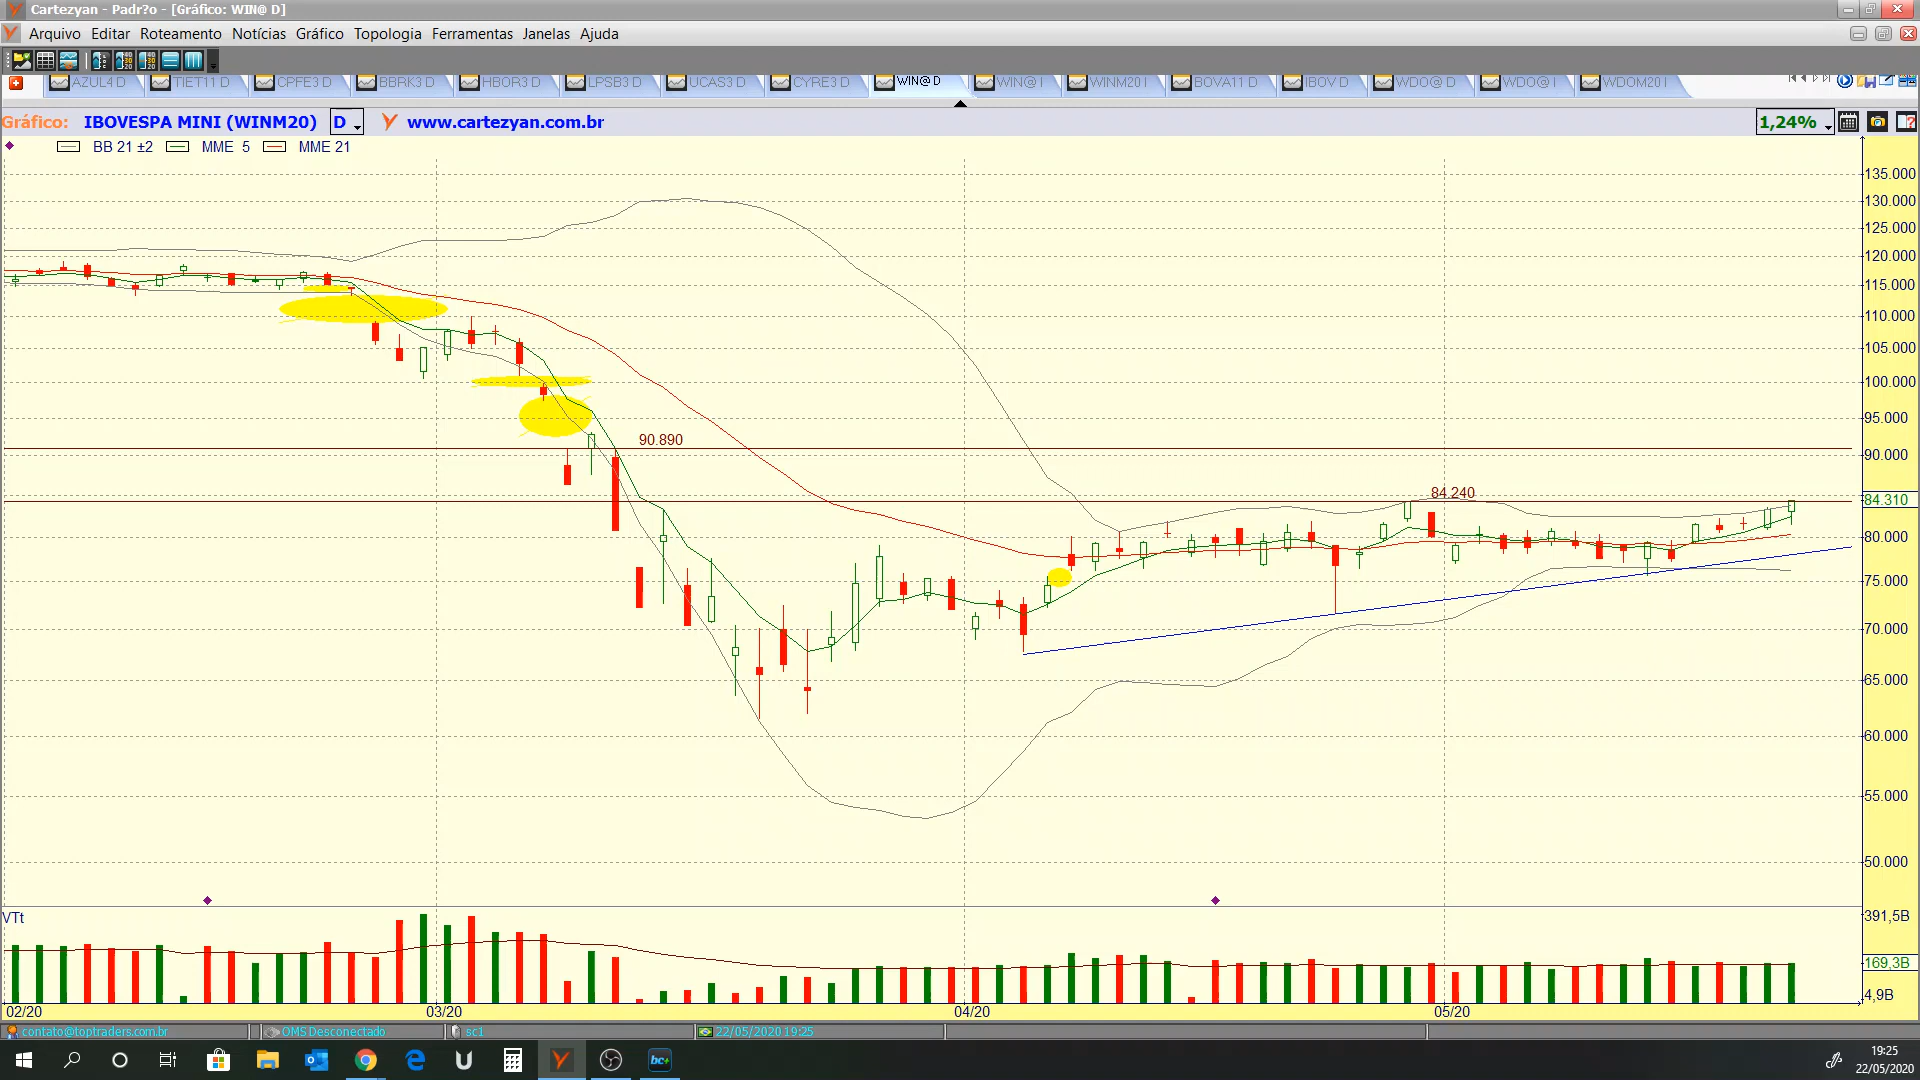 Cartezyan - Padr?o - [Gráfico: WIN@ D]
Arquivo Editar Roteamento Notícias Gráfico Topologia Ferramentas Janelas Ajuda
AZUL4 D TIET11 D CPFE3 D BBRK3 D HBOR3 D LPSB3 D UCAS3 D CYRE3 D WIN@ D WIN@ I WINM20 I BOVA11 D IBOV D WDO@ D WDO@ I WDOM20 I
Gráfico: IBOVESPA MINI (WINM20) D www.cartezyan.com.br 1,24%
BB 21 ±2 MME 5 MME 21
135.000
130.000
125.000
120.000
115.000
110.000
105.000
100.000
95.000
90.890
90.000
84.240
84.310
80.000
75.000
70.000
65.000
60.000
55.000
50.000
VTt
391,5B
169,3B
4,9B
02/20 03/20 04/20 05/20
contato@toptraders.com.br OMS Desconectado sc1 22/05/2020 19:25
bc+
19:25
22/05/2020